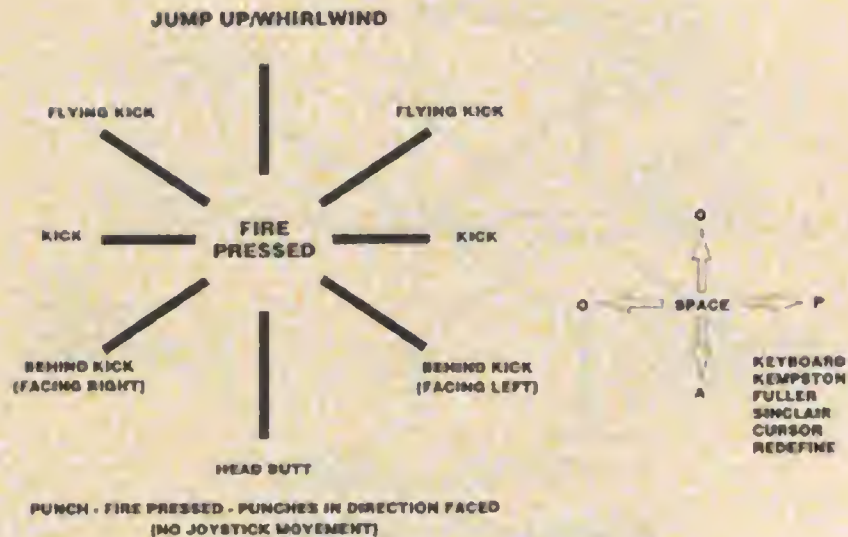 JUMP UP/WHIRLWIND
FLYING KICK
FLYING KICK
KICK
FIRE
PRESSED
KICK
BEHIND KICK
(FACING RIGHT)
BEHIND KICK
(FACING LEFT)
HEAD BUTT
PUNCH - FIRE PRESSED - PUNCHES IN DIRECTION FACED
(NO JOYSTICK MOVEMENT)
O
SPACE
P
A
KEYBOARD
KEMPSTON
FULLER
SINCLAIR
CURSOR
REDEFINE